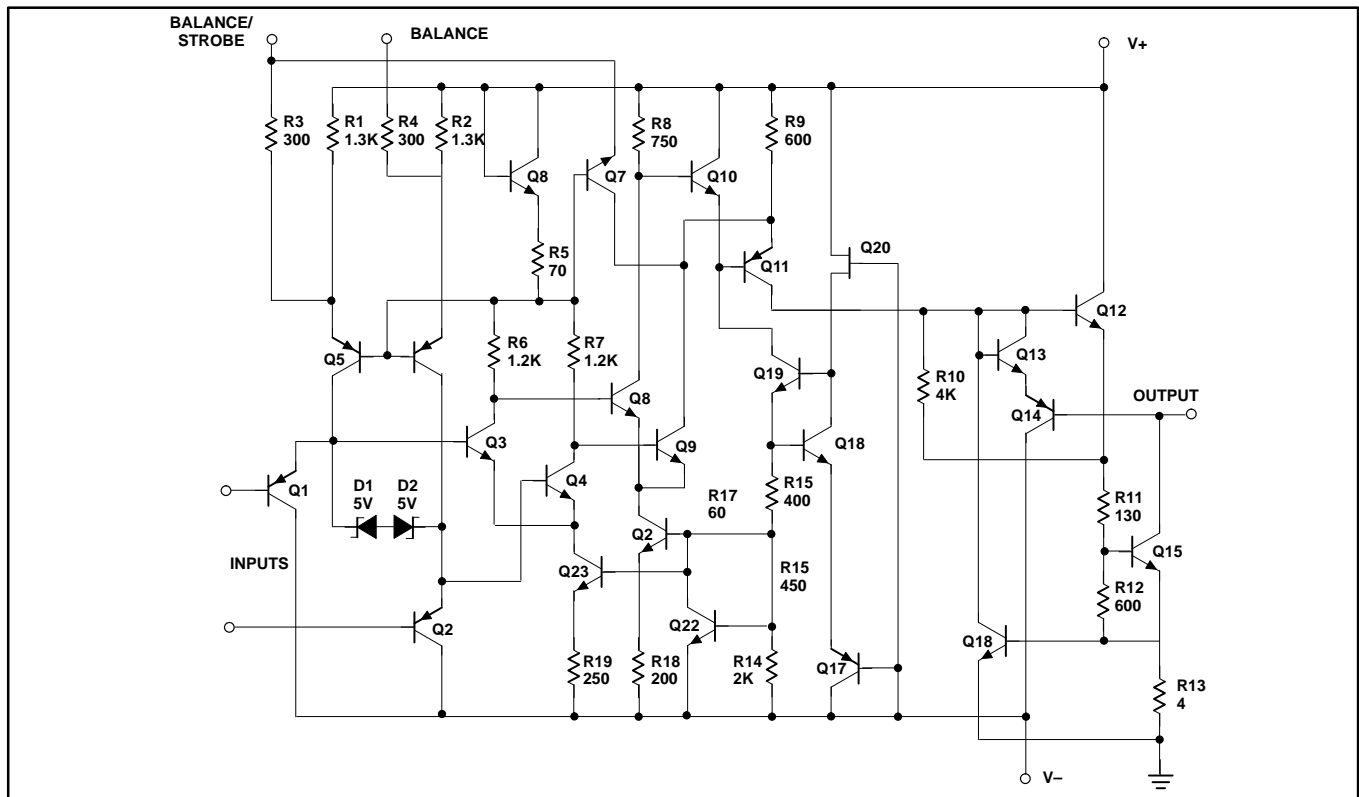 BALANCE/
STROBE
BALANCE
V+
R3
300
R1
1.3K
R4
300
R2
1.3K
R8
750
R9
600
Q8
Q7
Q10
R5
70
Q11
Q20
Q12
Q5
R6
1.2K
R7
1.2K
Q13
Q19
R10
4K
OUTPUT
Q8
Q14
Q3
Q9
Q18
Q1
D1
5V
D2
5V
Q4
R17
60
R15
400
R11
130
Q2
Q15
INPUTS
Q23
R15
450
R12
600
Q2
Q22
Q18
R19
250
R18
200
R14
2K
Q17
R13
4
V–